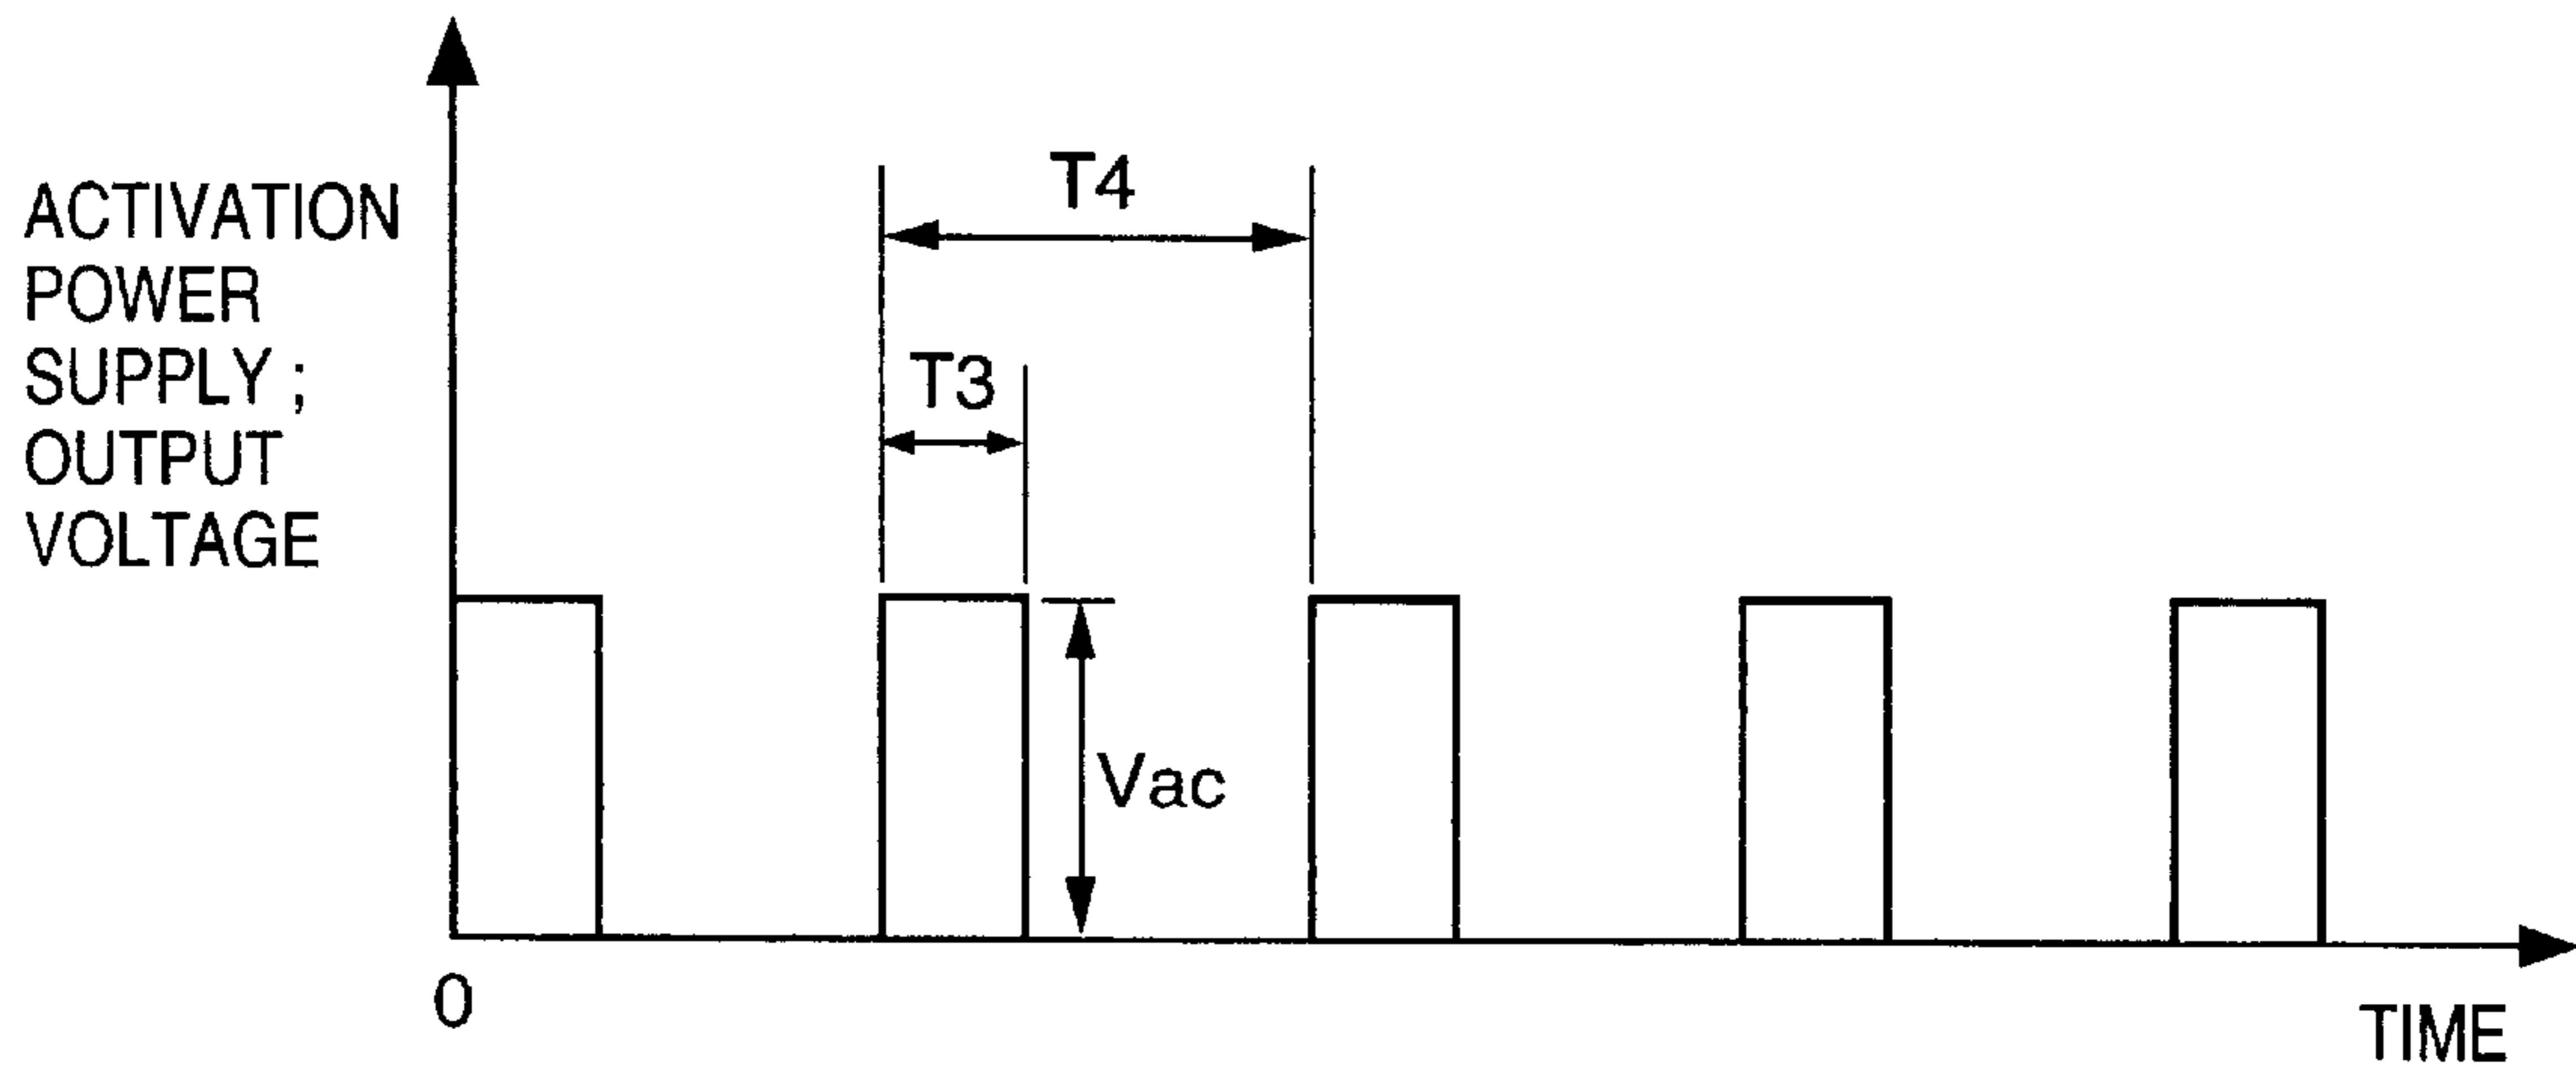 ACTIVATION
POWER
SUPPLY ;
OUTPUT
VOLTAGE
T4
T3
Vac
0
TIME